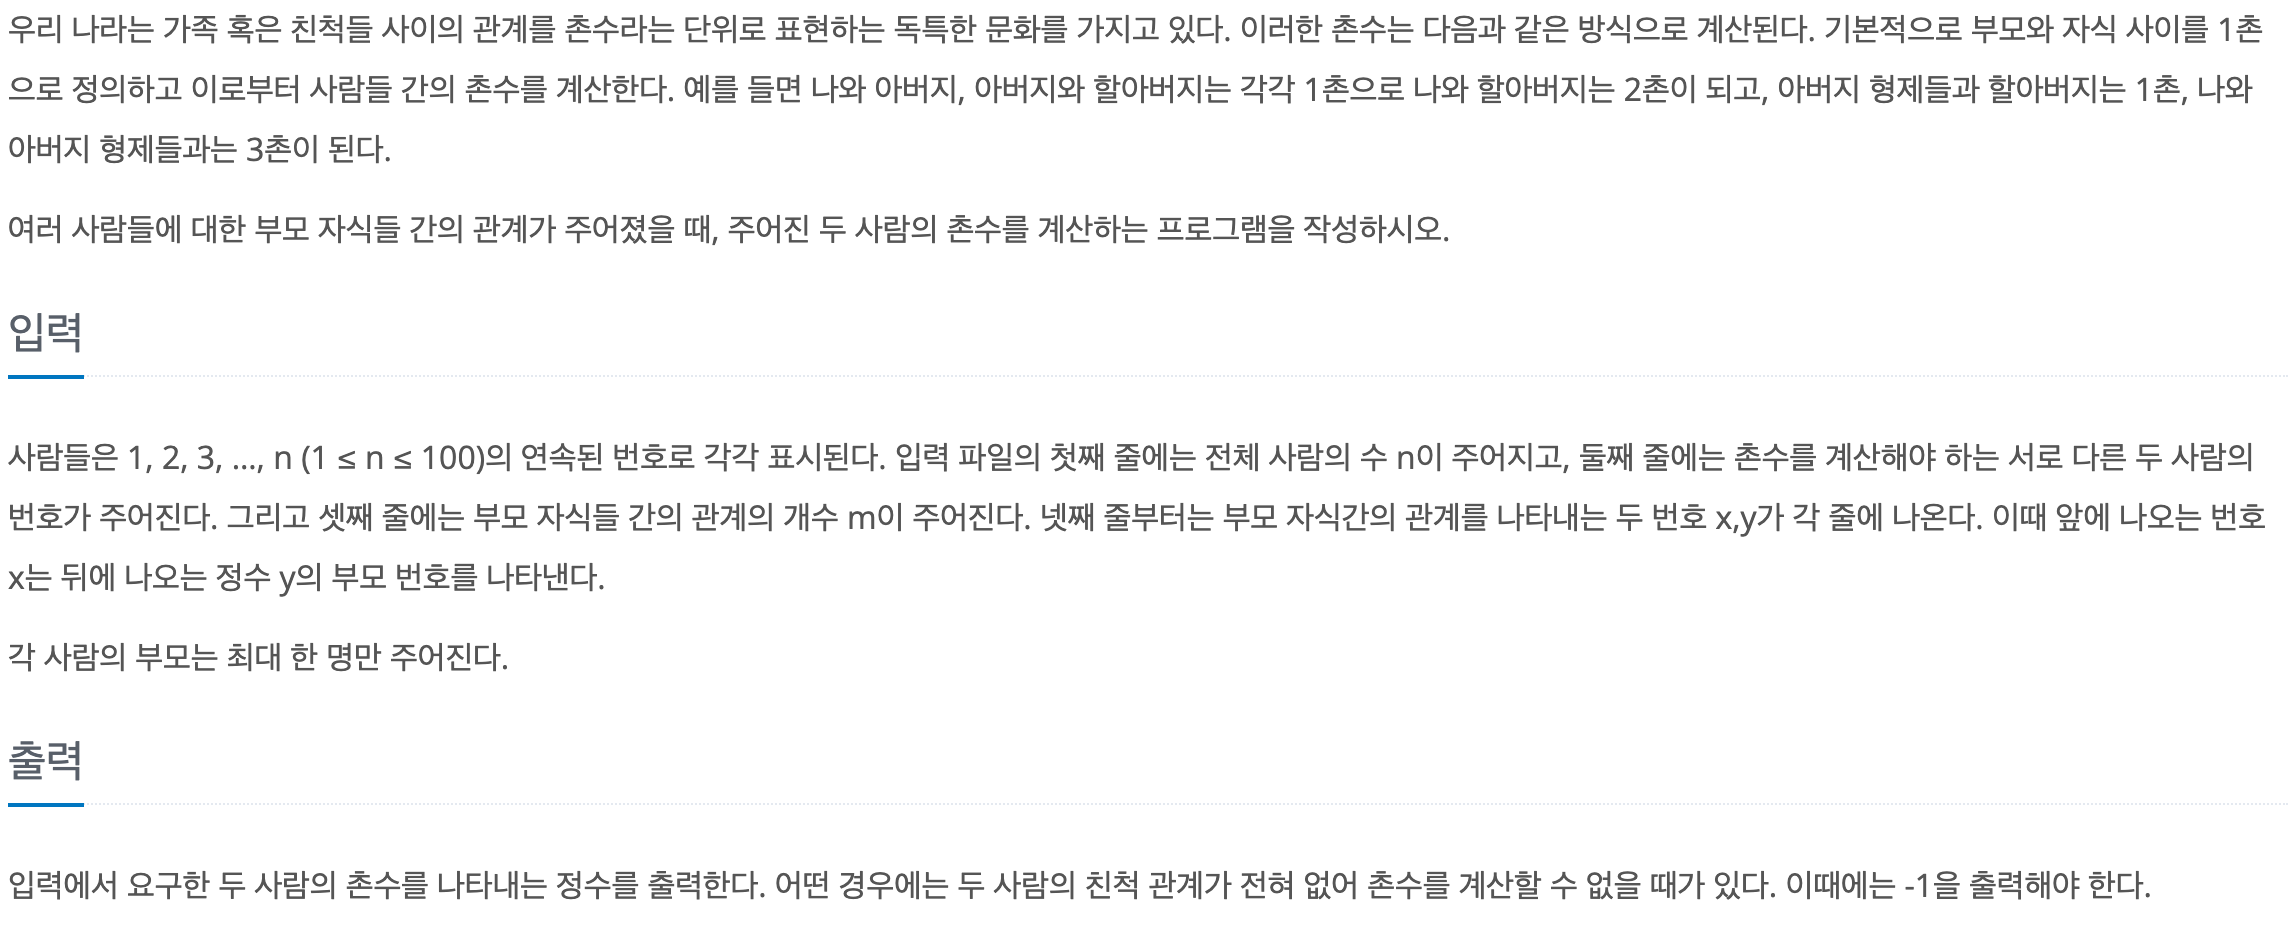 우리 나라는 가족 혹은 친척들 사이의 관계를 촌수라는 단위로 표현하는 독특한 문화를 가지고 있다. 이러한 촌수는 다음과 같은 방식으로 계산된다. 기본적으로 부모와 자식 사이를 1촌
으로 정의하고 이로부터 사람들 간의 촌수를 계산한다. 예를 들면 나와 아버지, 아버지와 할아버지는 각각 1촌으로 나와 할아버지는 2촌이 되고, 아버지 형제들과 할아버지는 1촌, 나와
아버지 형제들과는 3촌이 된다.
여러 사람들에 대한 부모 자식들 간의 관계가 주어졌을 때, 주어진 두 사람의 촌수를 계산하는 프로그램을 작성하시오.
입력
사람들은 1, 2, 3, …, n (1 ≤ n ≤ 100)의 연속된 번호로 각각 표시된다. 입력 파일의 첫째 줄에는 전체 사람의 수 n이 주어지고, 둘째 줄에는 촌수를 계산해야 하는 서로 다른 두 사람의
번호가 주어진다. 그리고 셋째 줄에는 부모 자식들 간의 관계의 개수 m이 주어진다. 넷째 줄부터는 부모 자식간의 관계를 나타내는 두 번호 x,y가 각 줄에 나온다. 이때 앞에 나오는 번호
x는 뒤에 나오는 정수 y의 부모 번호를 나타낸다.
각 사람의 부모는 최대 한 명만 주어진다.
출력
입력에서 요구한 두 사람의 촌수를 나타내는 정수를 출력한다. 어떤 경우에는 두 사람의 친척 관계가 전혀 없어 촌수를 계산할 수 없을 때가 있다. 이때에는 -1을 출력해야 한다.